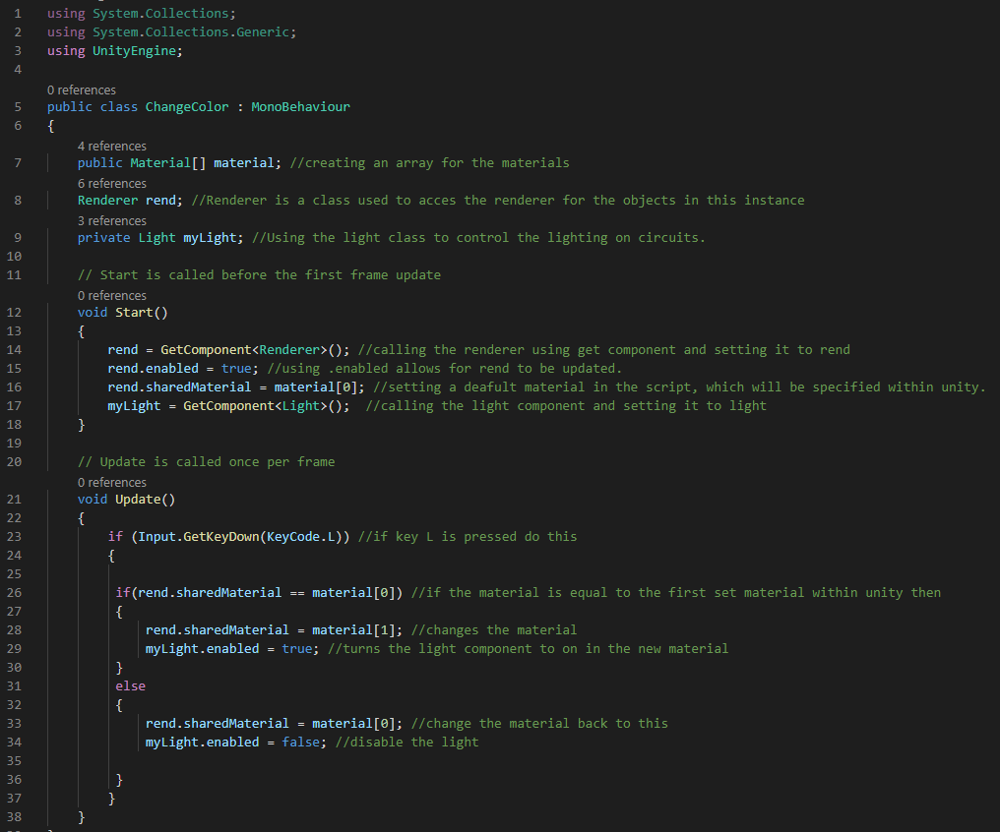 1 using System.Collections;
2 using System.Collections.Generic;
3 using UnityEngine;
4
0 references
5 public class ChangeColor : MonoBehaviour
6 {
4 references
7 public Material[] material; //creating an array for the materials
6 references
8 Renderer rend; //Renderer is a class used to acces the renderer for the objects in this instance
3 references
9 private Light myLight; //Using the light class to control the lighting on circuits.
10
11 // Start is called before the first frame update
0 references
12 void Start()
13 {
14 rend = GetComponent<Renderer>(); //calling the renderer using get component and setting it to rend
15 rend.enabled = true; //using .enabled allows for rend to be updated.
16 rend.sharedMaterial = material[0]; //setting a deafult material in the script, which will be specified within unity.
17 myLight = GetComponent<Light>(); //calling the light component and setting it to light
18 }
19
20 // Update is called once per frame
0 references
21 void Update()
22 {
23 if (Input.GetKeyDown(KeyCode.L)) //if key L is pressed do this
24 {
25
26 if(rend.sharedMaterial == material[0]) //if the material is equal to the first set material within unity then
27 {
28 rend.sharedMaterial = material[1]; //changes the material
29 myLight.enabled = true; //turns the light component to on in the new material
30 }
31 else
32 {
33 rend.sharedMaterial = material[0]; //change the material back to this
34 myLight.enabled = false; //disable the light
35
36 }
37 }
38 }